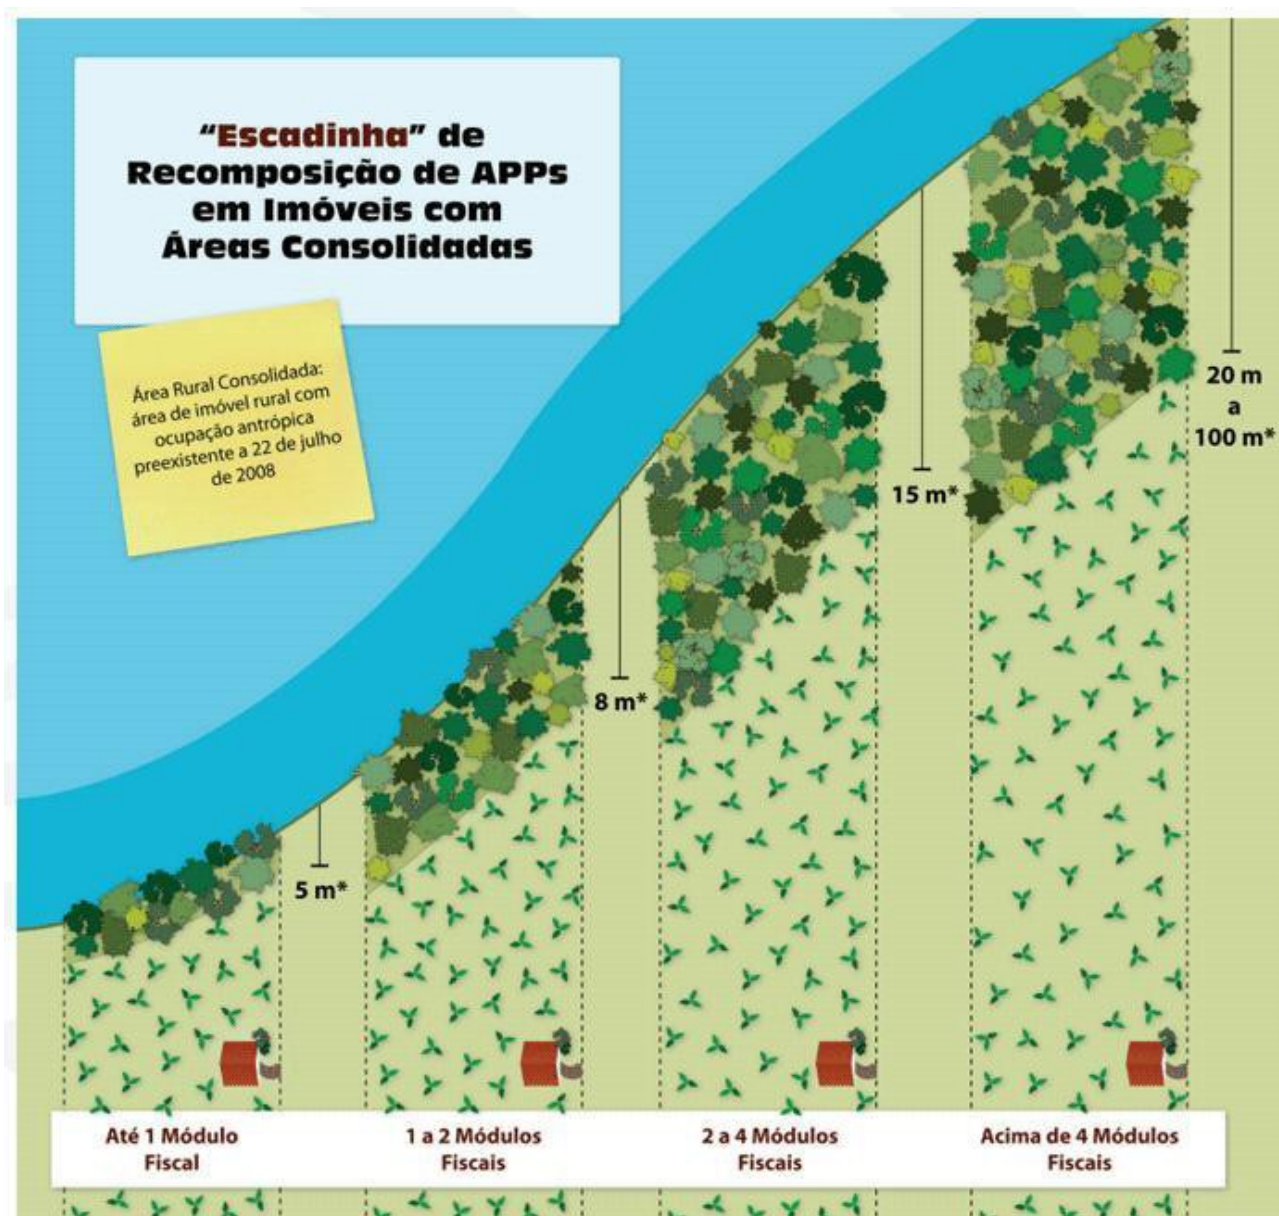 “Escadinha” de
Recomposição de APPs
em Imóveis com
Áreas Consolidadas
Área Rural Consolidada:
área de imóvel rural com
ocupação antrópica
preexistente a 22 de julho
de 2008
5 m*
8 m*
15 m*
20 m
a
100 m*
Até 1 Módulo
Fiscal
1 a 2 Módulos
Fiscais
2 a 4 Módulos
Fiscais
Acima de 4 Módulos
Fiscais